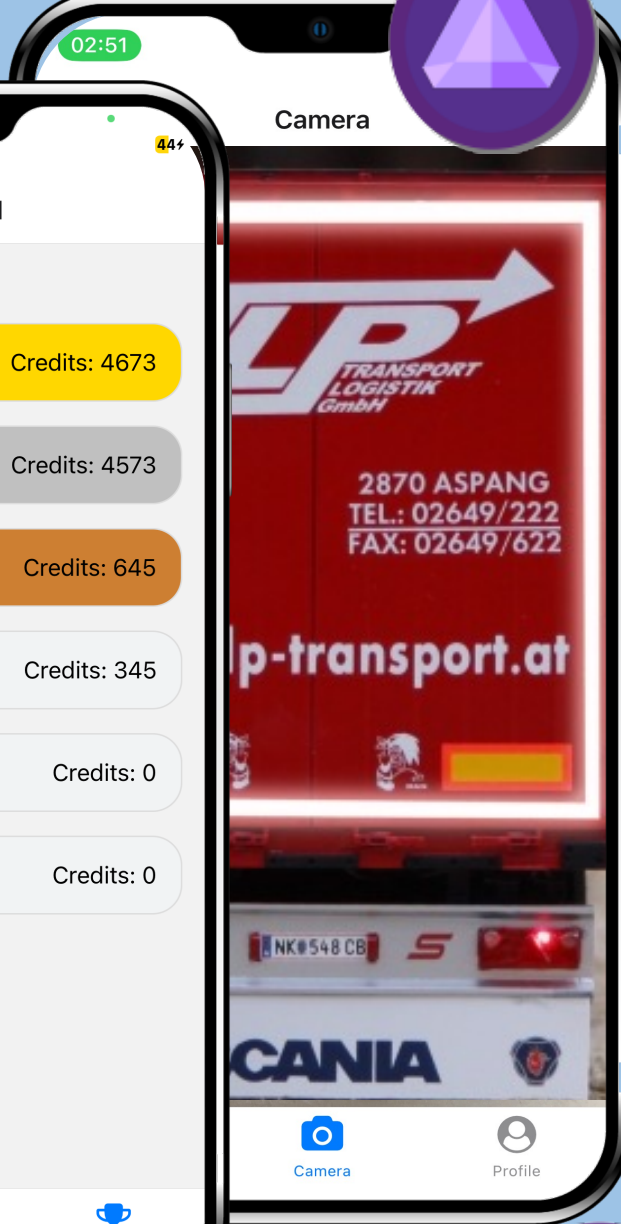 02:51
Camera
44
Credits: 4673
Credits: 4573
Credits: 645
Credits: 345
Credits: 0
Credits: 0
LP
TRANSPORT
LOGISTIK
GmbH
2870 ASPANG
TEL.: 02649/222
FAX: 02649/622
lp-transport.at
NK 548 CB
S
CANIA
Camera
Profile